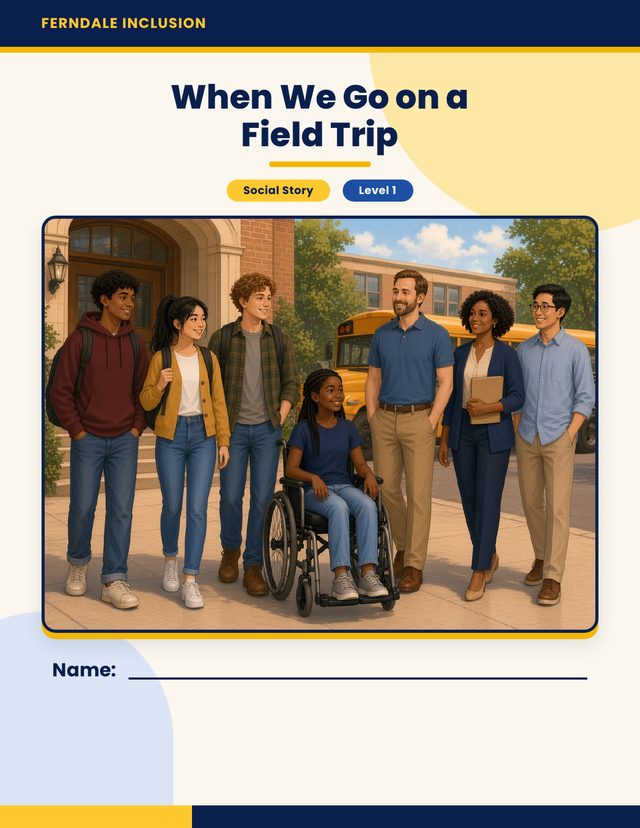 FERNDALE INCLUSION
When We Go on a
Field Trip
Social Story
Level 1
Name: